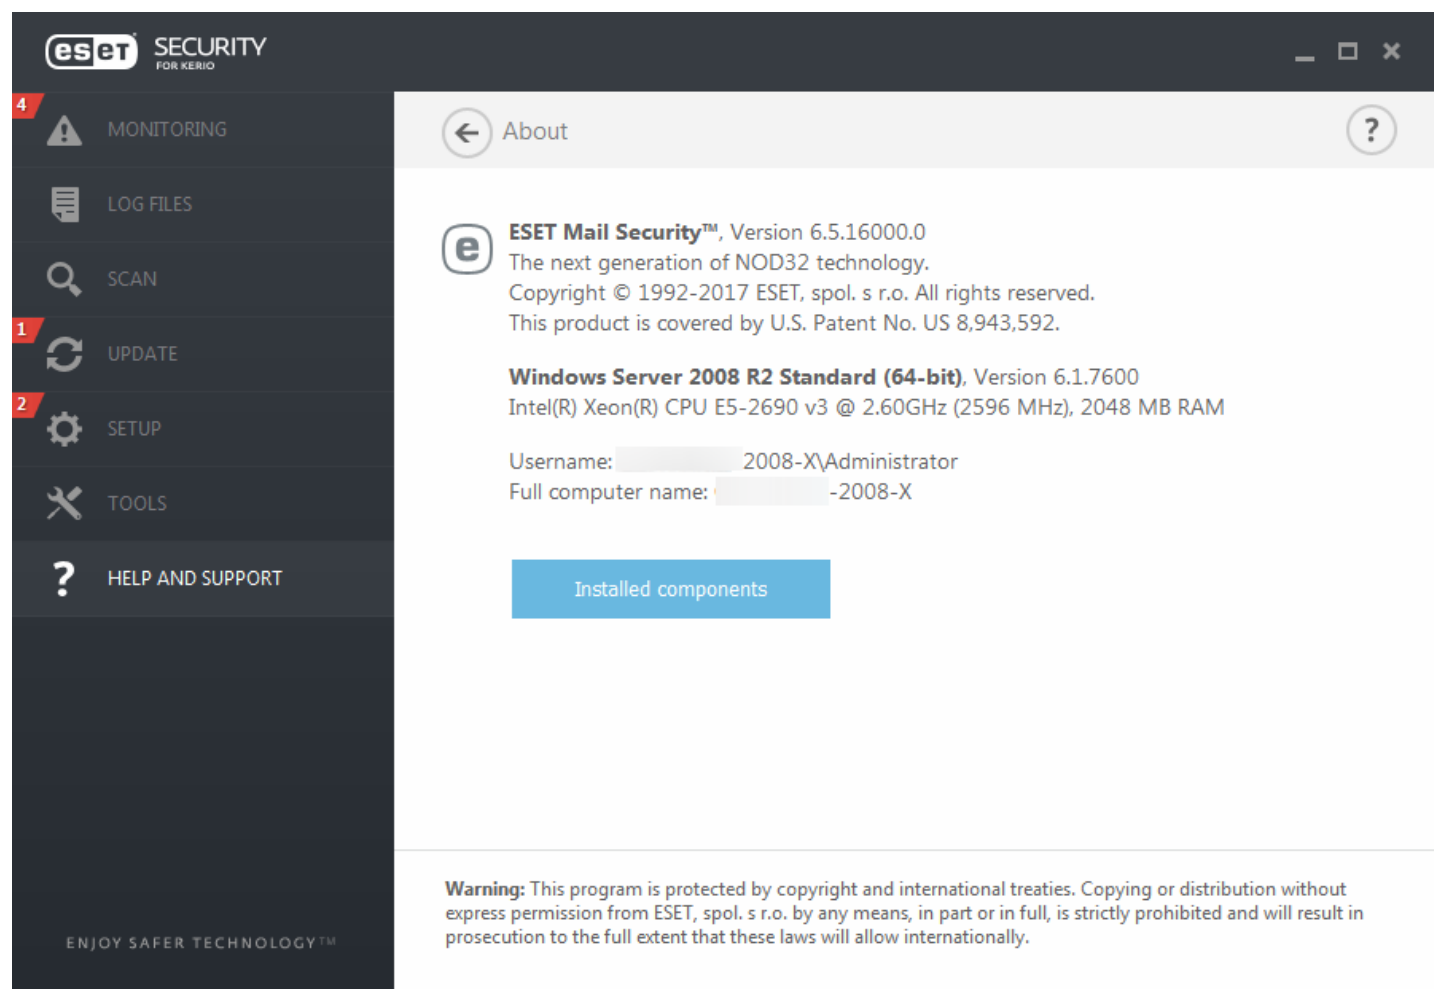 eset SECURITY
FOR KERIO
4
MONITORING
LOG FILES
SCAN
1
UPDATE
2
SETUP
TOOLS
? HELP AND SUPPORT
ENJOY SAFER TECHNOLOGY™
About
?
e
ESET Mail Security™, Version 6.5.16000.0
The next generation of NOD32 technology.
Copyright © 1992-2017 ESET, spol. s r.o. All rights reserved.
This product is covered by U.S. Patent No. US 8,943,592.
Windows Server 2008 R2 Standard (64-bit), Version 6.1.7600
Intel(R) Xeon(R) CPU E5-2690 v3 @ 2.60GHz (2596 MHz), 2048 MB RAM
Username: 2008-X\Administrator
Full computer name: -2008-X
Installed components
Warning: This program is protected by copyright and international treaties. Copying or distribution without
express permission from ESET, spol. s r.o. by any means, in part or in full, is strictly prohibited and will result in
prosecution to the full extent that these laws will allow internationally.